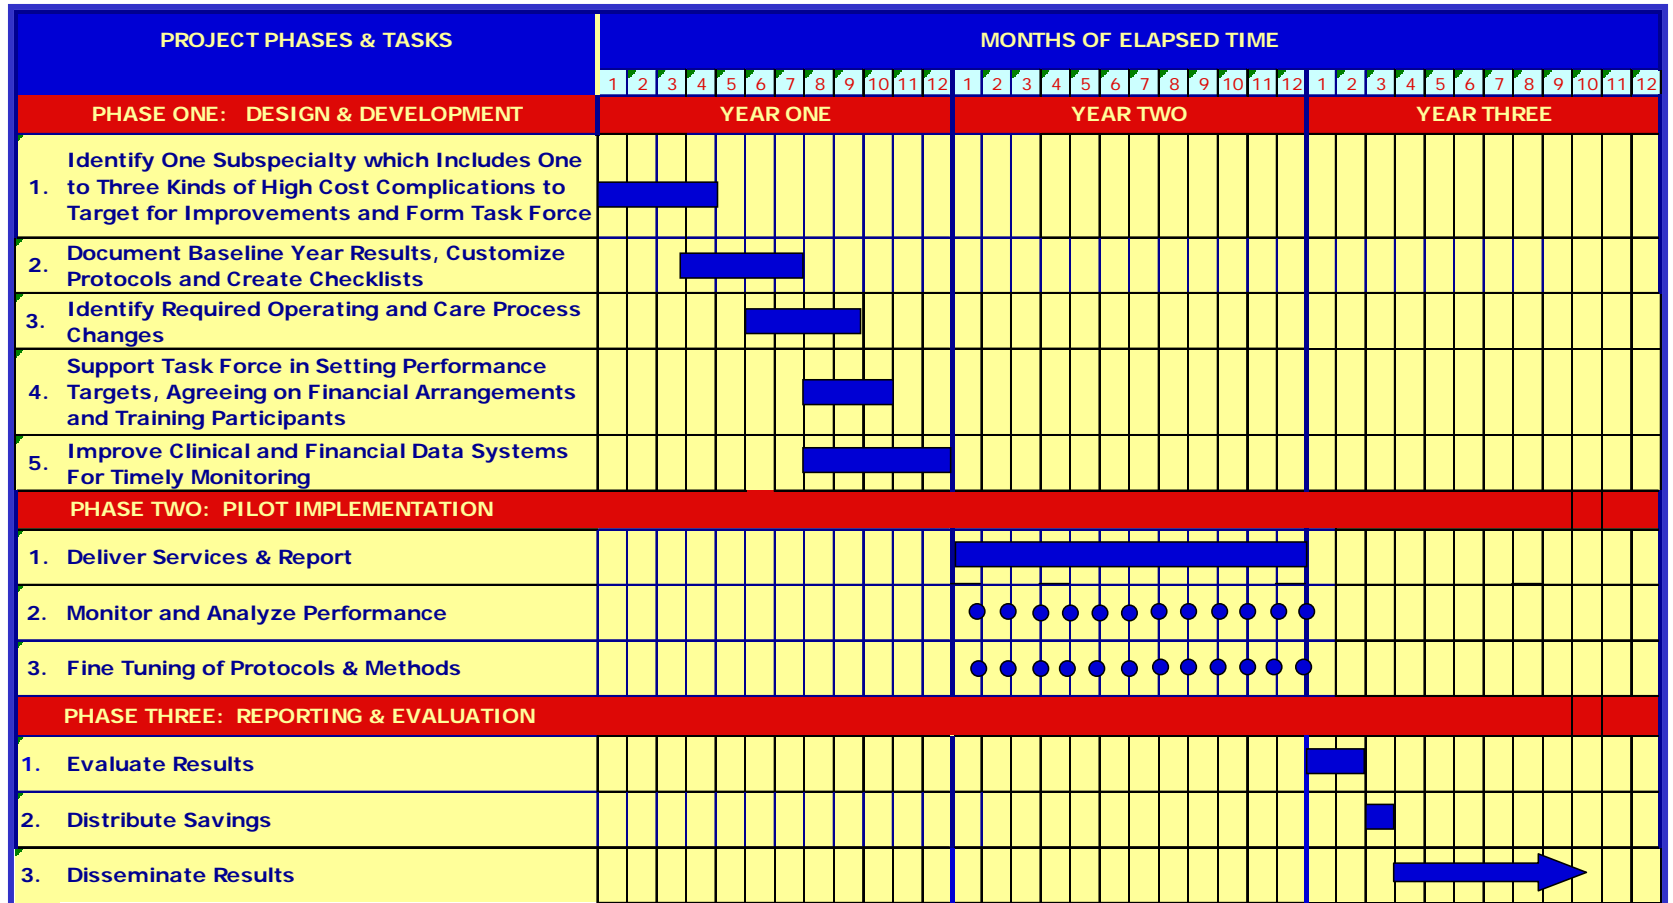 PROJECT PHASES & TASKS
MONTHS OF ELAPSED TIME
1 2 3 4 5 6 7 8 9 10 11 12 1 2 3 4 5 6 7 8 9 10 11 12 1 2 3 4 5 6 7 8 9 10 11 12
PHASE ONE: DESIGN & DEVELOPMENT
YEAR ONE
YEAR TWO
YEAR THREE
1.
Identify One Subspecialty which Includes One
to Three Kinds of High Cost Complications to
Target for Improvements and Form Task Force
2.
Document Baseline Year Results, Customize
Protocols and Create Checklists
3.
Identify Required Operating and Care Process
Changes
4.
Support Task Force in Setting Performance
Targets, Agreeing on Financial Arrangements
and Training Participants
5.
Improve Clinical and Financial Data Systems
For Timely Monitoring
PHASE TWO: PILOT IMPLEMENTATION
1. Deliver Services & Report
2. Monitor and Analyze Performance
3. Fine Tuning of Protocols & Methods
PHASE THREE: REPORTING & EVALUATION
1. Evaluate Results
2. Distribute Savings
3. Disseminate Results